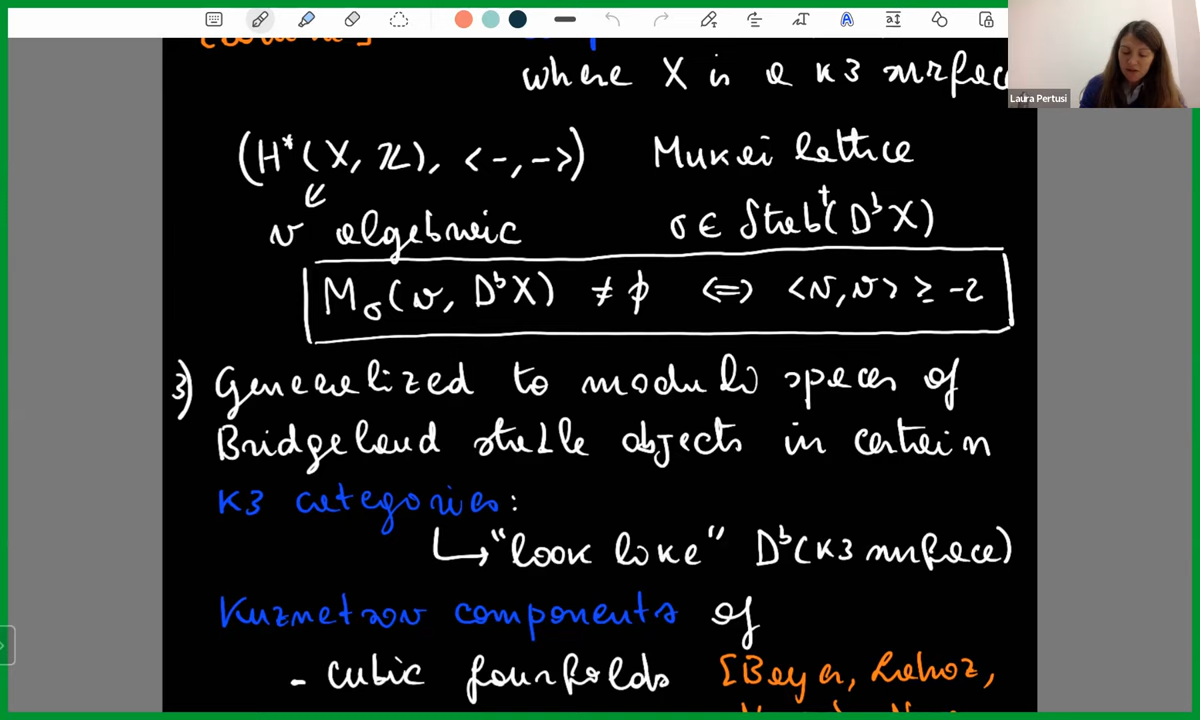 where X is a K3 surface
Laura Pertusi
(H*(X, ℤ), <-,->) Mukai lattice
v algebraic σ ∈ Stab†(DᵇX)
M_σ(v, DᵇX) ≠ ϕ ⟺ <v,v> ≥ -2
3) Generalized to moduli spaces of
Bridgeland stable objects in certain
K3 categories:
↳ "look like" Dᵇ(K3 surface)
Kuznetsov components of
- cubic fourfolds [Bayer, Lahoz,